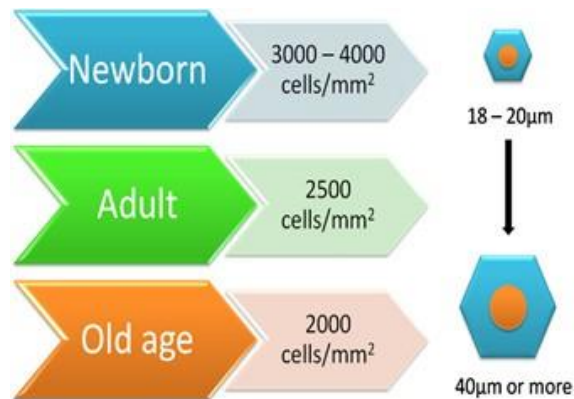 Newborn
3000 – 4000
cells/mm²
18 – 20µm
Adult
2500
cells/mm²
Old age
2000
cells/mm²
40µm or more